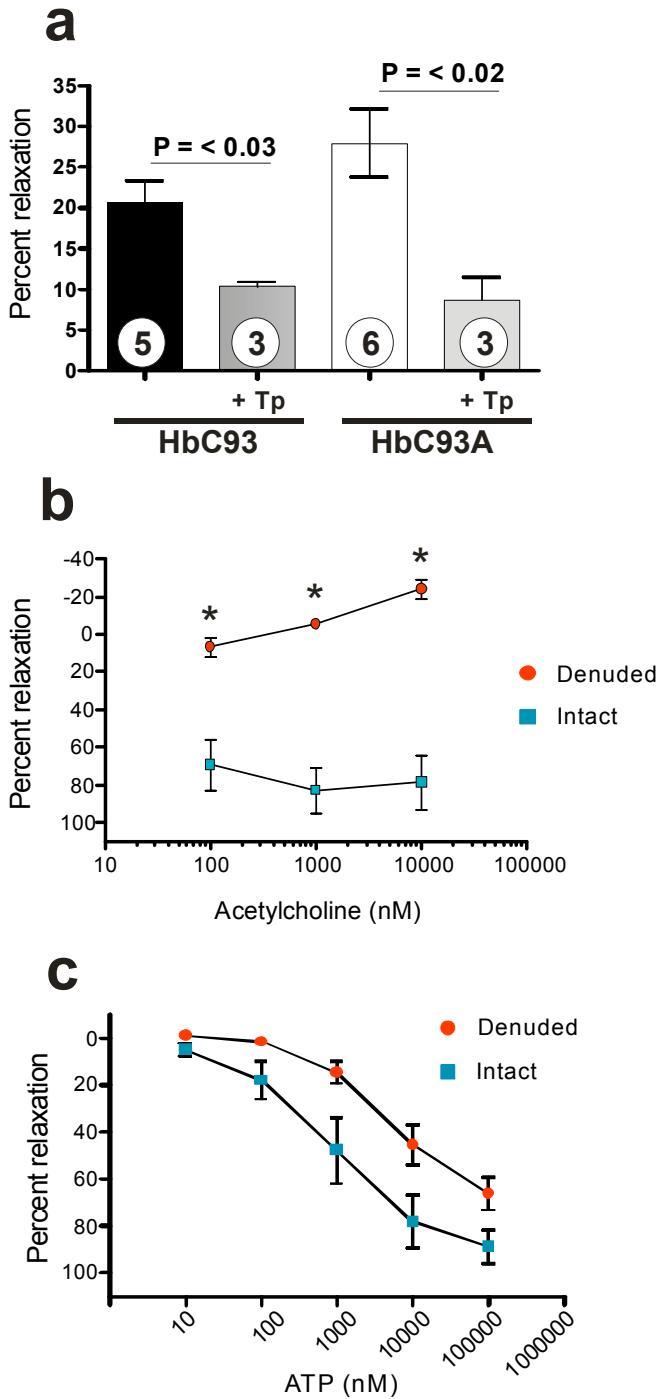 a
Percent relaxation
35
30
25
20
15
10
5
0
P = < 0.03
P = < 0.02
5
3
6
3
+ Tp
+ Tp
HbC93
HbC93A
b
Percent relaxation
-40
-20
0
20
40
60
80
100
*
*
*
Denuded
Intact
10
100
1000
10000
100000
Acetylcholine (nM)
c
Percent relaxation
0
20
40
60
80
100
Denuded
Intact
10
100
1000
10000
100000
1000000
ATP (nM)